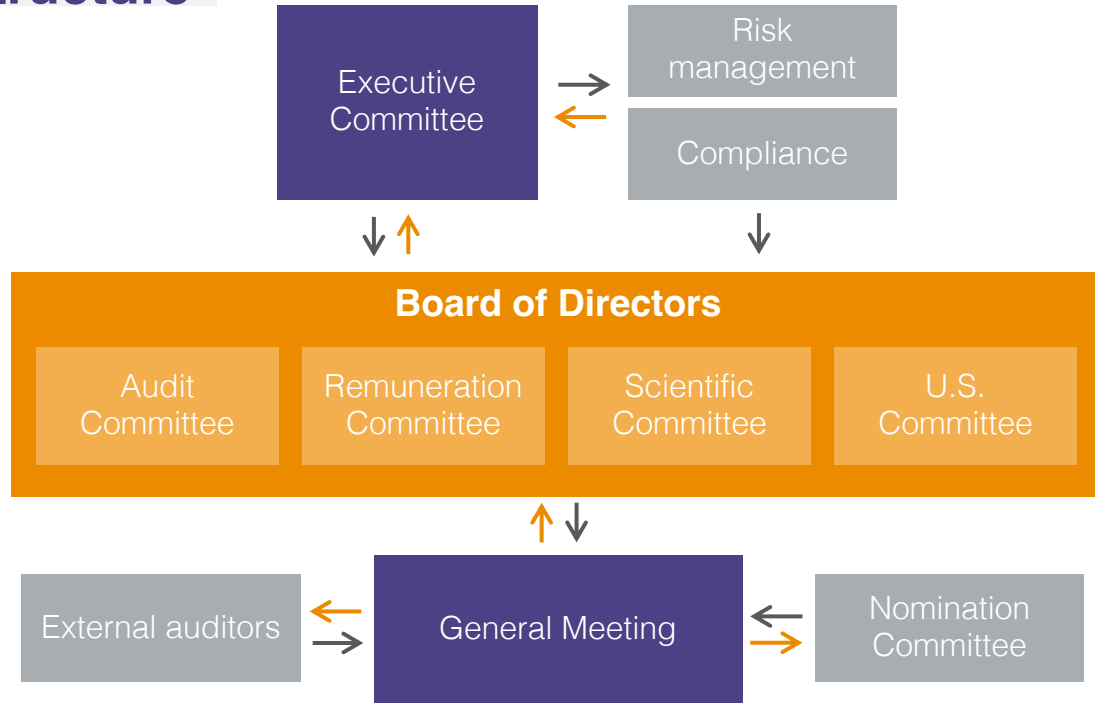 Executive
Committee
Risk
management
Compliance
Board of Directors
Audit
Committee
Remuneration
Committee
Scientific
Committee
U.S.
Committee
External auditors
General Meeting
Nomination
Committee